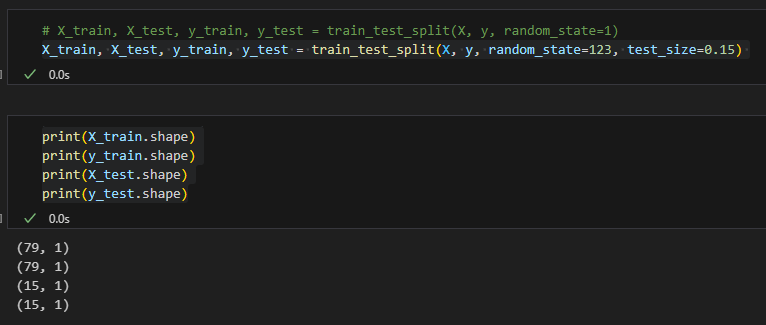 # X_train, X_test, y_train, y_test = train_test_split(X, y, random_state=1)
X_train, X_test, y_train, y_test = train_test_split(X, y, random_state=123, test_size=0.15)
✓ 0.0s
print(X_train.shape)
print(y_train.shape)
print(X_test.shape)
print(y_test.shape)
✓ 0.0s
(79, 1)
(79, 1)
(15, 1)
(15, 1)